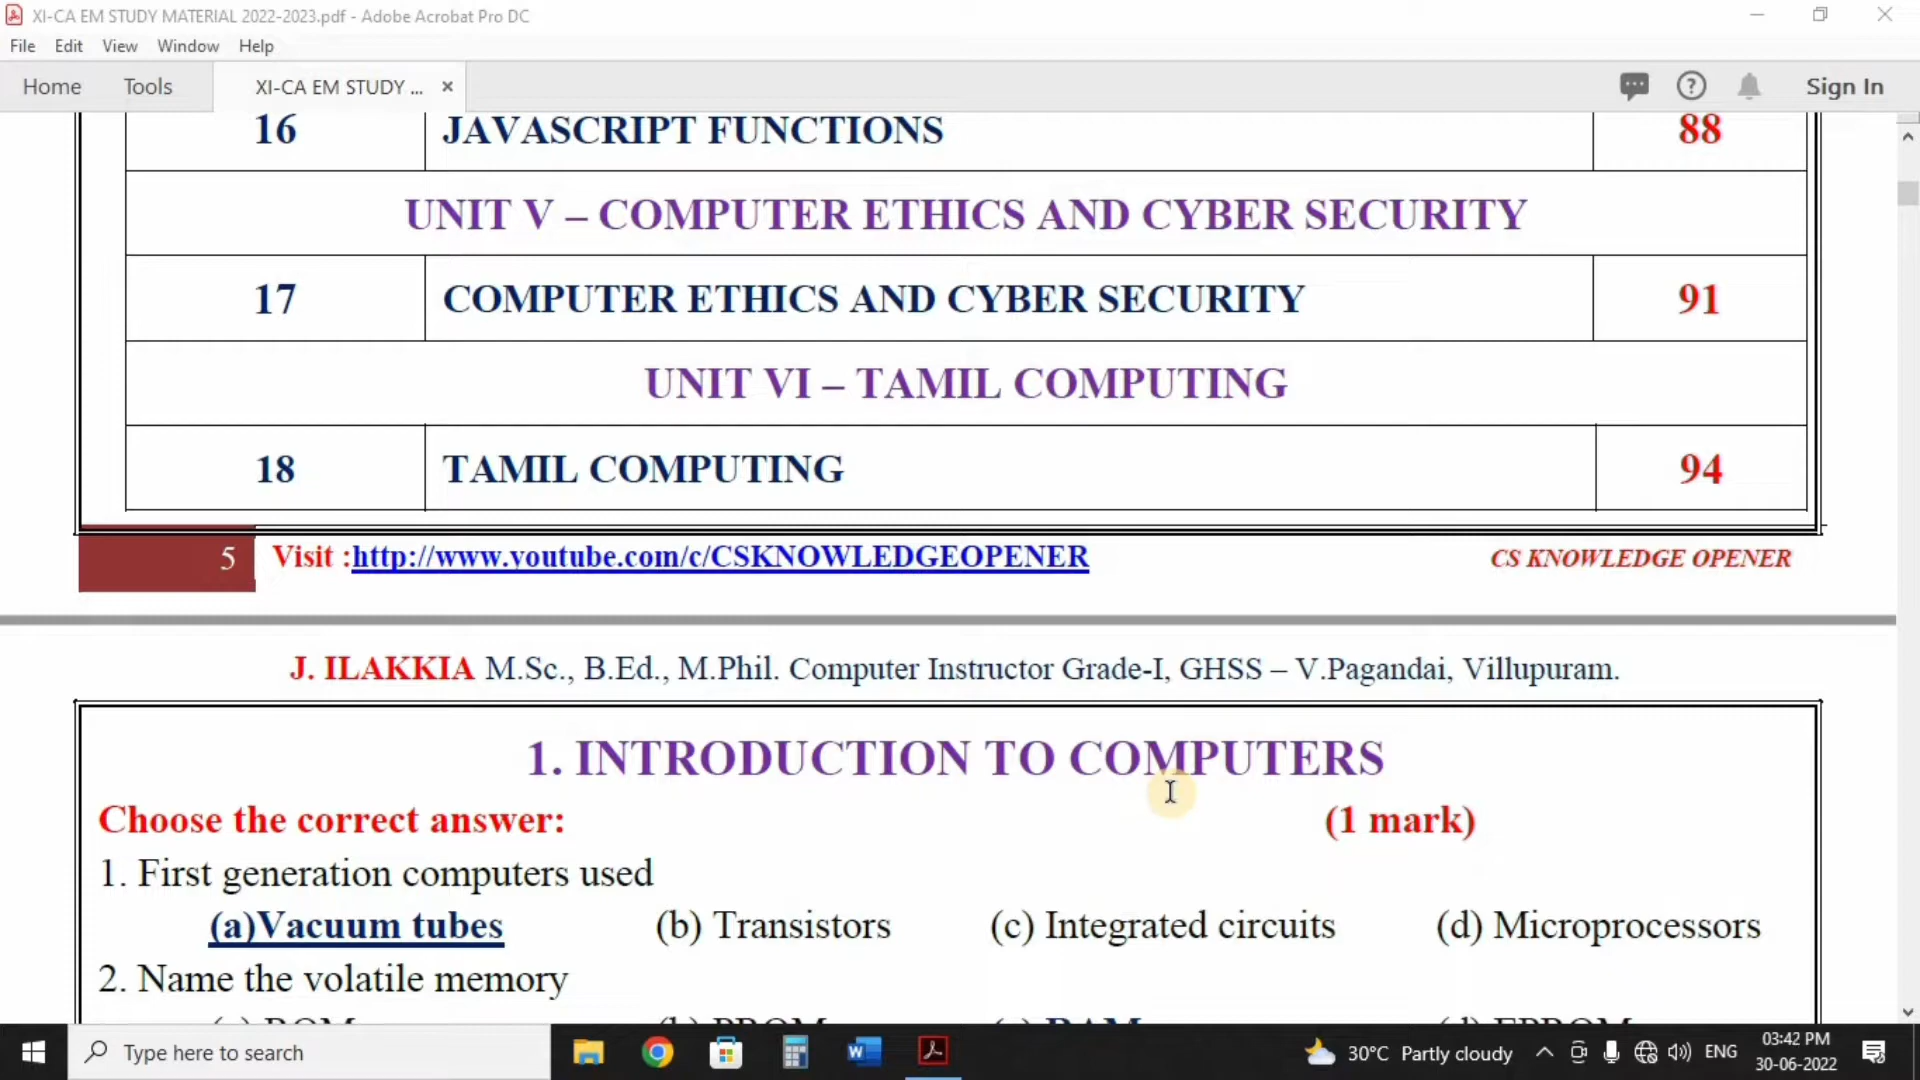 XI-CA EM STUDY MATERIAL 2022-2023.pdf - Adobe Acrobat Pro DC
File Edit View Window Help
Home Tools XI-CA EM STUDY ... × Sign In
16 JAVASCRIPT FUNCTIONS 88
UNIT V – COMPUTER ETHICS AND CYBER SECURITY
17 COMPUTER ETHICS AND CYBER SECURITY 91
UNIT VI – TAMIL COMPUTING
18 TAMIL COMPUTING 94
5 Visit :http://www.youtube.com/c/CSKNOWLEDGEOPENER CS KNOWLEDGE OPENER
J. ILAKKIA M.Sc., B.Ed., M.Phil. Computer Instructor Grade-I, GHSS – V.Pagandai, Villupuram.
1. INTRODUCTION TO COMPUTERS
Choose the correct answer: (1 mark)
1. First generation computers used
(a)Vacuum tubes (b) Transistors (c) Integrated circuits (d) Microprocessors
2. Name the volatile memory
(a) ROM (b) PROM (c) RAM (d) EPROM
Type here to search 30°C Partly cloudy ENG 03:42 PM
30-06-2022